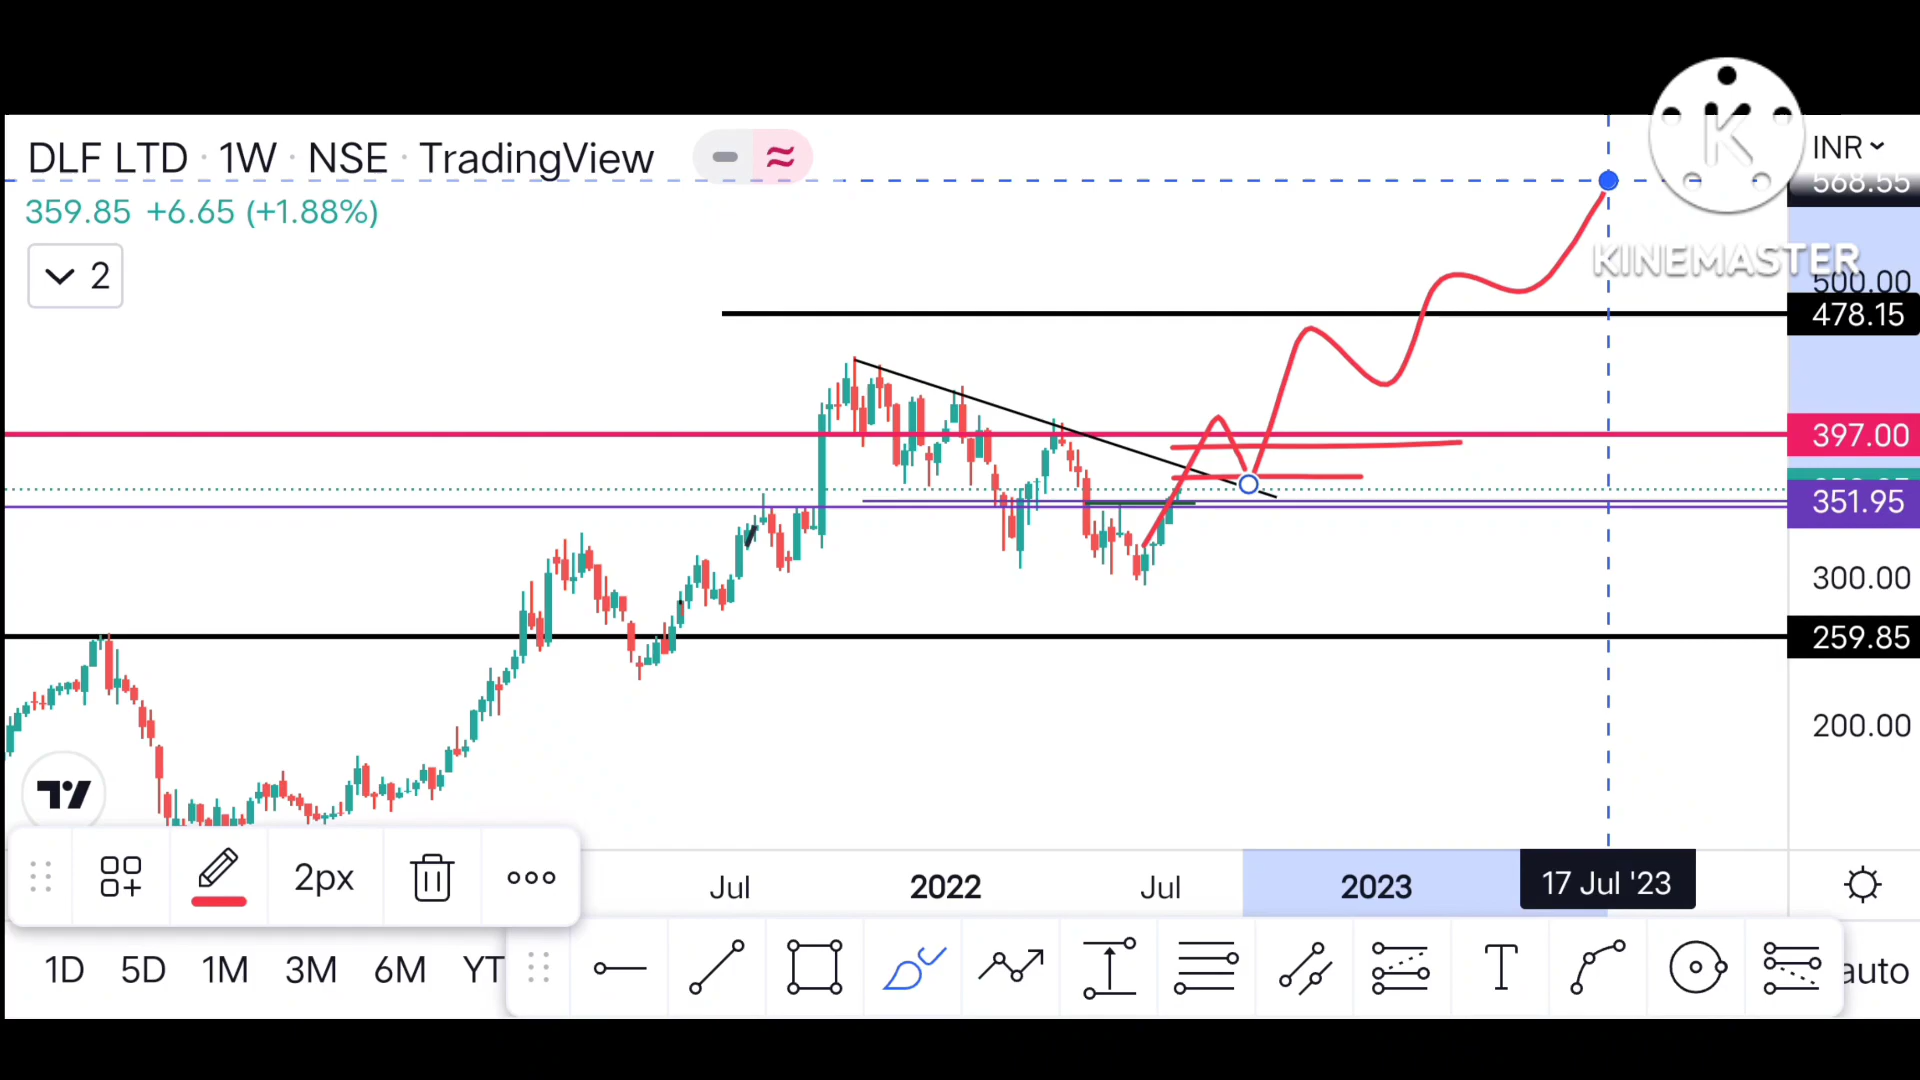 DLF LTD · 1W · NSE · TradingView
INR
568.55
359.85 +6.65 (+1.88%)
K
KINEMASTER
2
500.00
478.15
397.00
351.95
300.00
259.85
200.00
Jul
2022
Jul
2023
17 Jul '23
2px
1D 5D 1M 3M 6M YT
T
auto